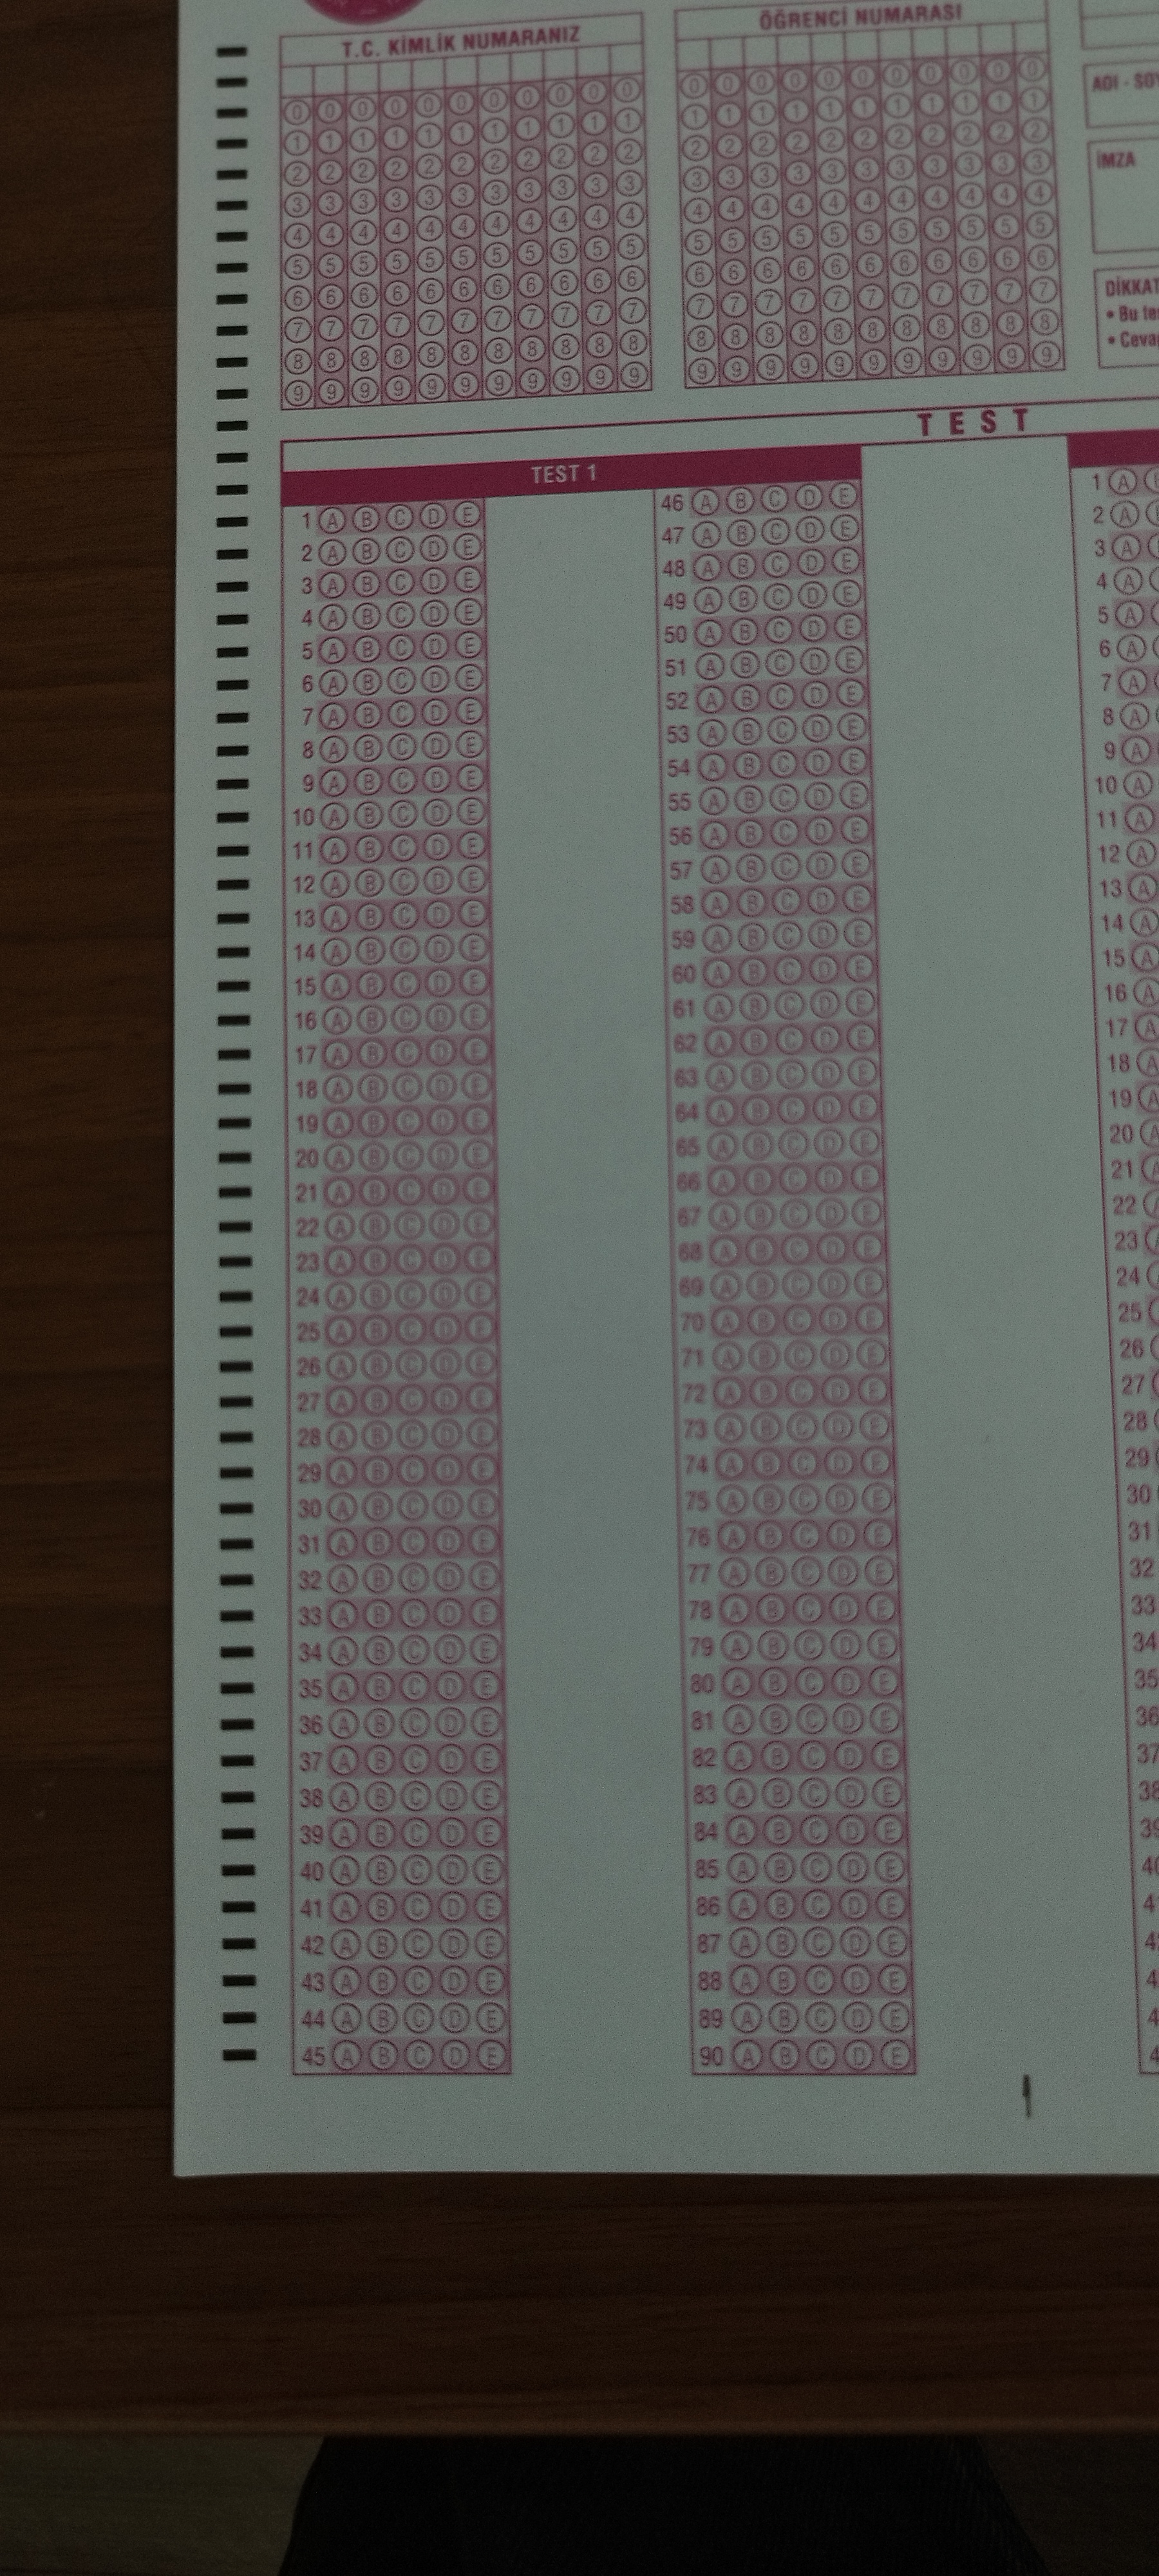 T.C. KİMLİK NUMARANIZ
0 0 0 0 0 0 0 0 0 0 0
1 1 1 1 1 1 1 1 1 1 1
2 2 2 2 2 2 2 2 2 2 2
3 3 3 3 3 3 3 3 3 3 3
4 4 4 4 4 4 4 4 4 4 4
5 5 5 5 5 5 5 5 5 5 5
6 6 6 6 6 6 6 6 6 6 6
7 7 7 7 7 7 7 7 7 7 7
8 8 8 8 8 8 8 8 8 8 8
9 9 9 9 9 9 9 9 9 9 9
ÖĞRENCİ NUMARASI
0 0 0 0 0 0 0 0 0 0 0
1 1 1 1 1 1 1 1 1 1 1
2 2 2 2 2 2 2 2 2 2 2
3 3 3 3 3 3 3 3 3 3 3
4 4 4 4 4 4 4 4 4 4 4
5 5 5 5 5 5 5 5 5 5 5
6 6 6 6 6 6 6 6 6 6 6
7 7 7 7 7 7 7 7 7 7 7
8 8 8 8 8 8 8 8 8 8 8
9 9 9 9 9 9 9 9 9 9 9
ADI -
İMZA
DİKKAT
• Bu
TEST
TEST 1
1 A B C D E
2 A B C D E
3 A B C D E
4 A B C D E
5 A B C D E
6 A B C D E
7 A B C D E
8 A B C D E
9 A B C D E
10 A B C D E
11 A B C D E
12 A B C D E
13 A B C D E
14 A B C D E
15 A B C D E
16 A B C D E
17 A B C D E
18 A B C D E
19 A B C D E
20 A B C D E
21 A B C D E
22 A B C D E
23 A B C D E
24 A B C D E
25 A B C D E
26 A B C D E
27 A B C D E
28 A B C D E
29 A B C D E
30 A B C D E
31 A B C D E
32 A B C D E
33 A B C D E
34 A B C D E
35 A B C D E
36 A B C D E
37 A B C D E
38 A B C D E
39 A B C D E
40 A B C D E
41 A B C D E
42 A B C D E
43 A B C D E
44 A B C D E
45 A B C D E
46 A B C D E
47 A B C D E
48 A B C D E
49 A B C D E
50 A B C D E
51 A B C D E
52 A B C D E
53 A B C D E
54 A B C D E
55 A B C D E
56 A B C D E
57 A B C D E
58 A B C D E
59 A B C D E
60 A B C D E
61 A B C D E
62 A B C D E
63 A B C D E
64 A B C D E
65 A B C D E
66 A B C D E
67 A B C D E
68 A B C D E
69 A B C D E
70 A B C D E
71 A B C D E
72 A B C D E
73 A B C D E
74 A B C D E
75 A B C D E
76 A B C D E
77 A B C D E
78 A B C D E
79 A B C D E
80 A B C D E
81 A B C D E
82 A B C D E
83 A B C D E
84 A B C D E
85 A B C D E
86 A B C D E
87 A B C D E
88 A B C D E
89 A B C D E
90 A B C D E
1 A
2 A
3 A
4 A
5 A
6 A
7 A
8 A
9 A
10 A
11 A
12 A
13 A
14 A
15 A
16 A
17 A
18 A
19 A
20 A
21
22
23
24
25
26
27
28
29
30
31
32
33
34
35
36
37
38
39